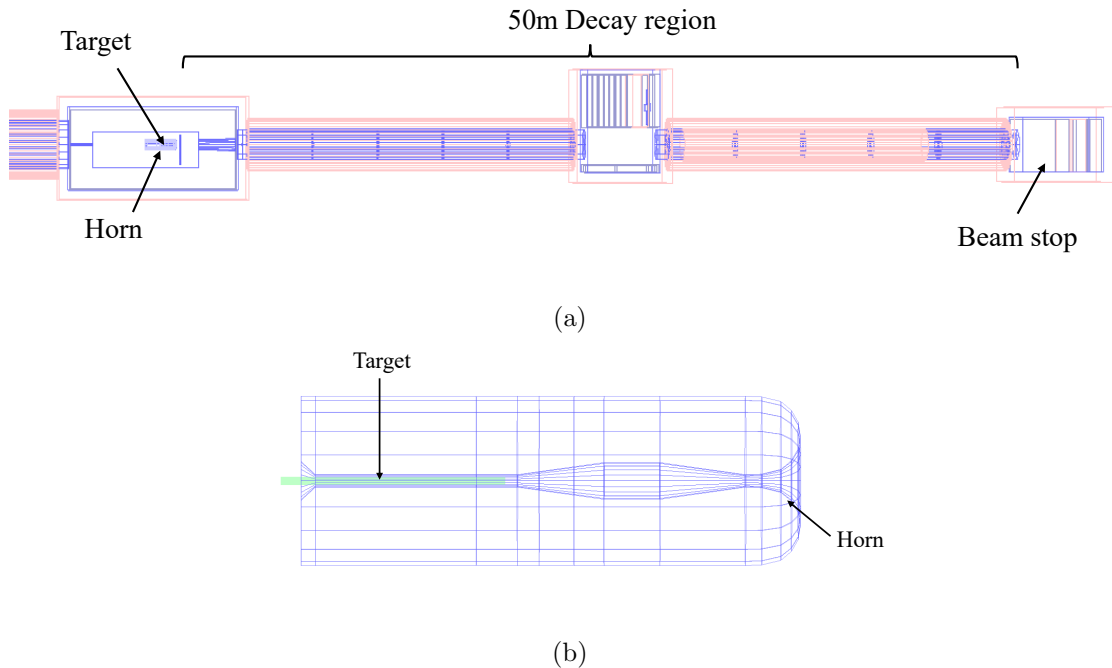 50m Decay region
Target
Horn
Beam stop
(a)
Target
Horn
(b)